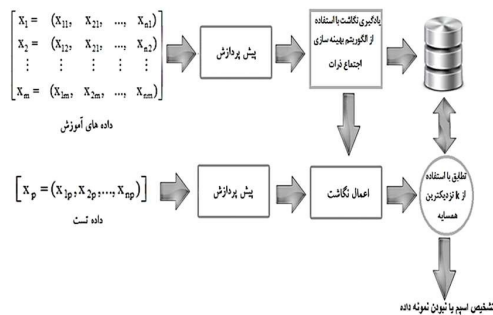 x₁ = (x₁₁, x₂₁, ..., xₙ₁)
x₂ = (x₁₂, x₂₂, ..., xₙ₂)
⋮ ⋮ ⋮ ⋮ ⋮
xₘ = (x₁ₘ, x₂ₘ, ..., xₙₘ)
داده های آموزش
پیش پردازش
یادگیری نگاشت با استفاده
از الگوریتم بهینه سازی
اجتماع ذرات
[xₚ = (x₁ₚ,x₂ₚ,...,xₙₚ)]
داده تست
پیش پردازش
اعمال نگاشت
تطابق با استفاده
از k نزدیکترین
همسایه
تشخیص اسپم یا نبودن نمونه داده